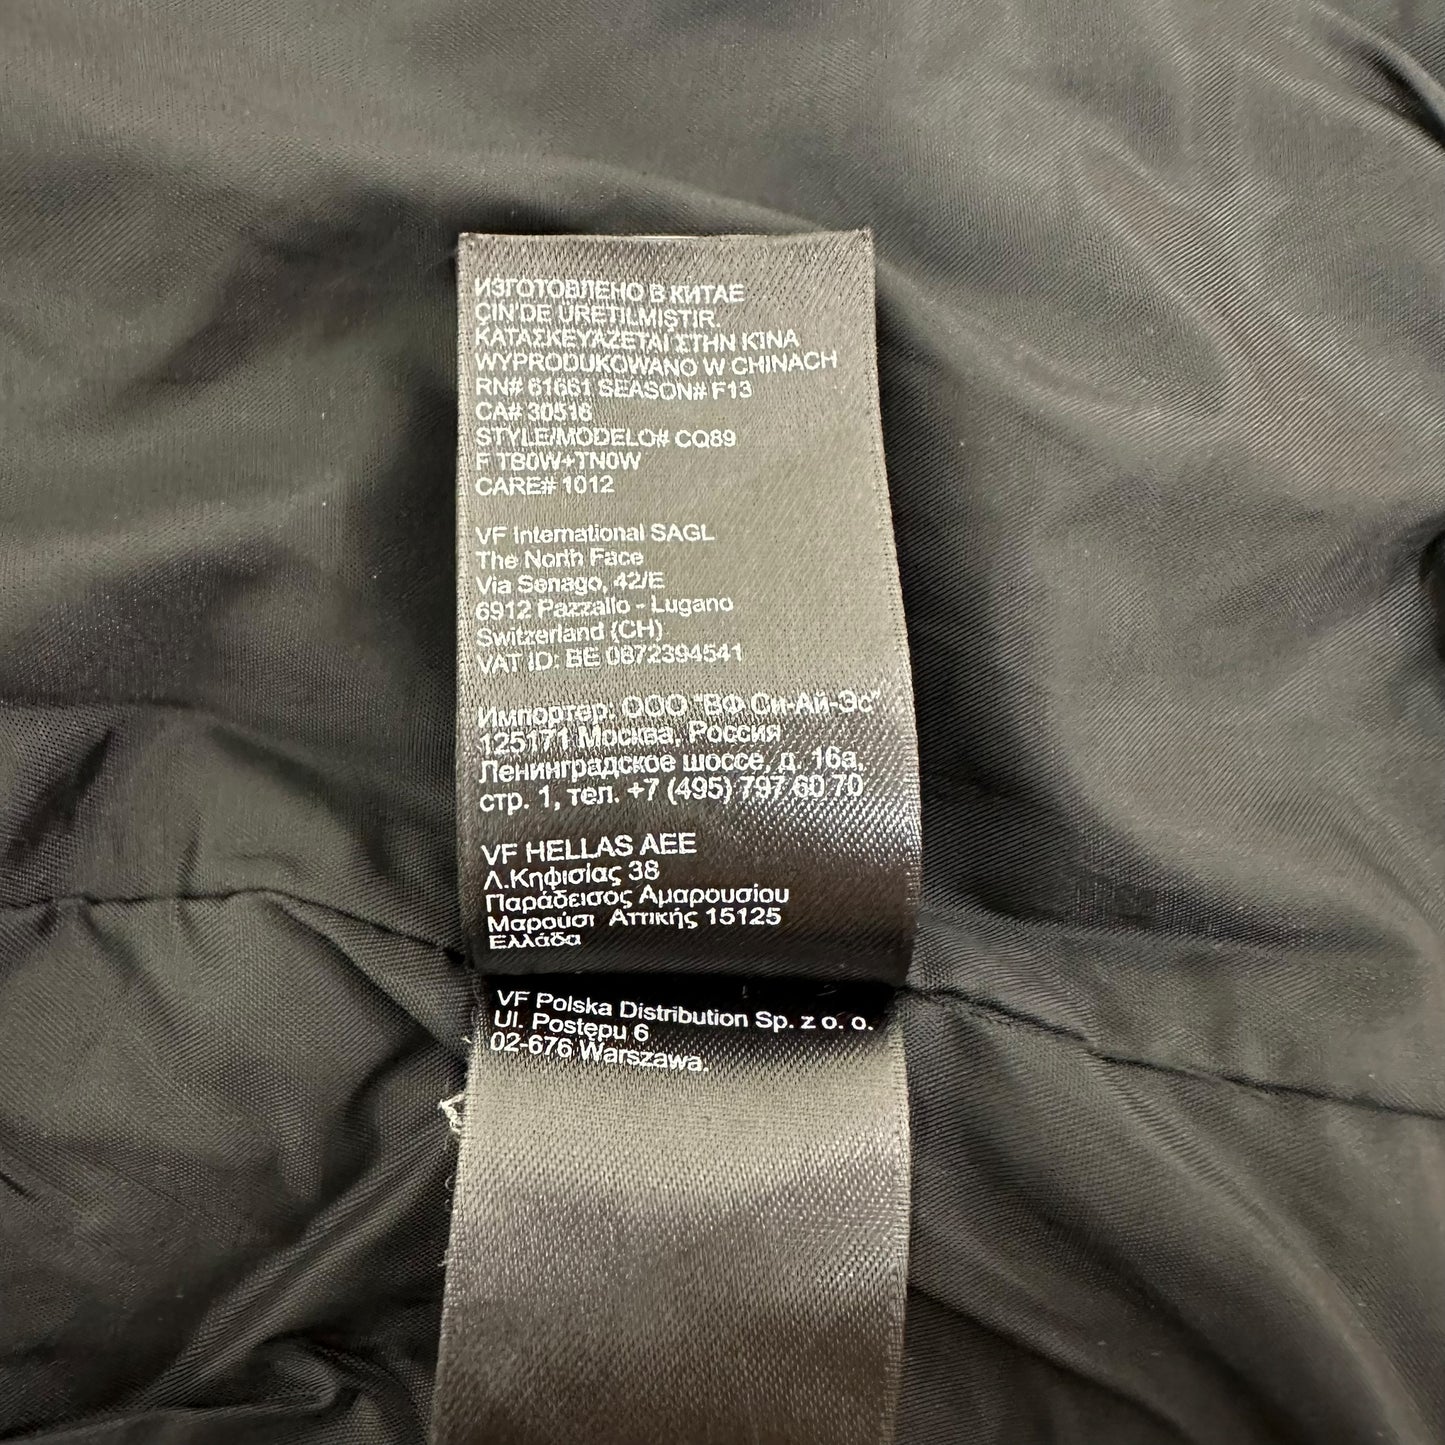 ИЗГОТОВЛЕНО В КИТАЕ
ÇİN'DE ÜRETİLMİŞTİR.
ΚΑΤΑΣΚΕΥΑΖΕΤΑΙ ΣΤΗΝ ΚΙΝΑ
WYPRODUKOWANO W CHINACH
RN# 61661 SEASON# F13
CA# 30516
STYLE/MODELO# CQ89
F TB0W+TN0W
CARE# 1012
VF International SAGL
The North Face
Via Senago, 42/E
6912 Pazzallo - Lugano
Switzerland (CH)
VAT ID: BE 0872394541
Импортер: ООО "ВФ Си-Ай-Эс"
125171 Москва, Россия
Ленинградское шоссе, д. 16а,
стр. 1, тел. +7 (495) 797 60 70
VF HELLAS AEE
Λ.Κηφισίας 38
Παράδεισος Αμαρουσίου
Μαρούσι Αττικής 15125
Ελλάδα
VF Polska Distribution Sp. z o. o.
Ul. Postępu 6
02-676 Warszawa.